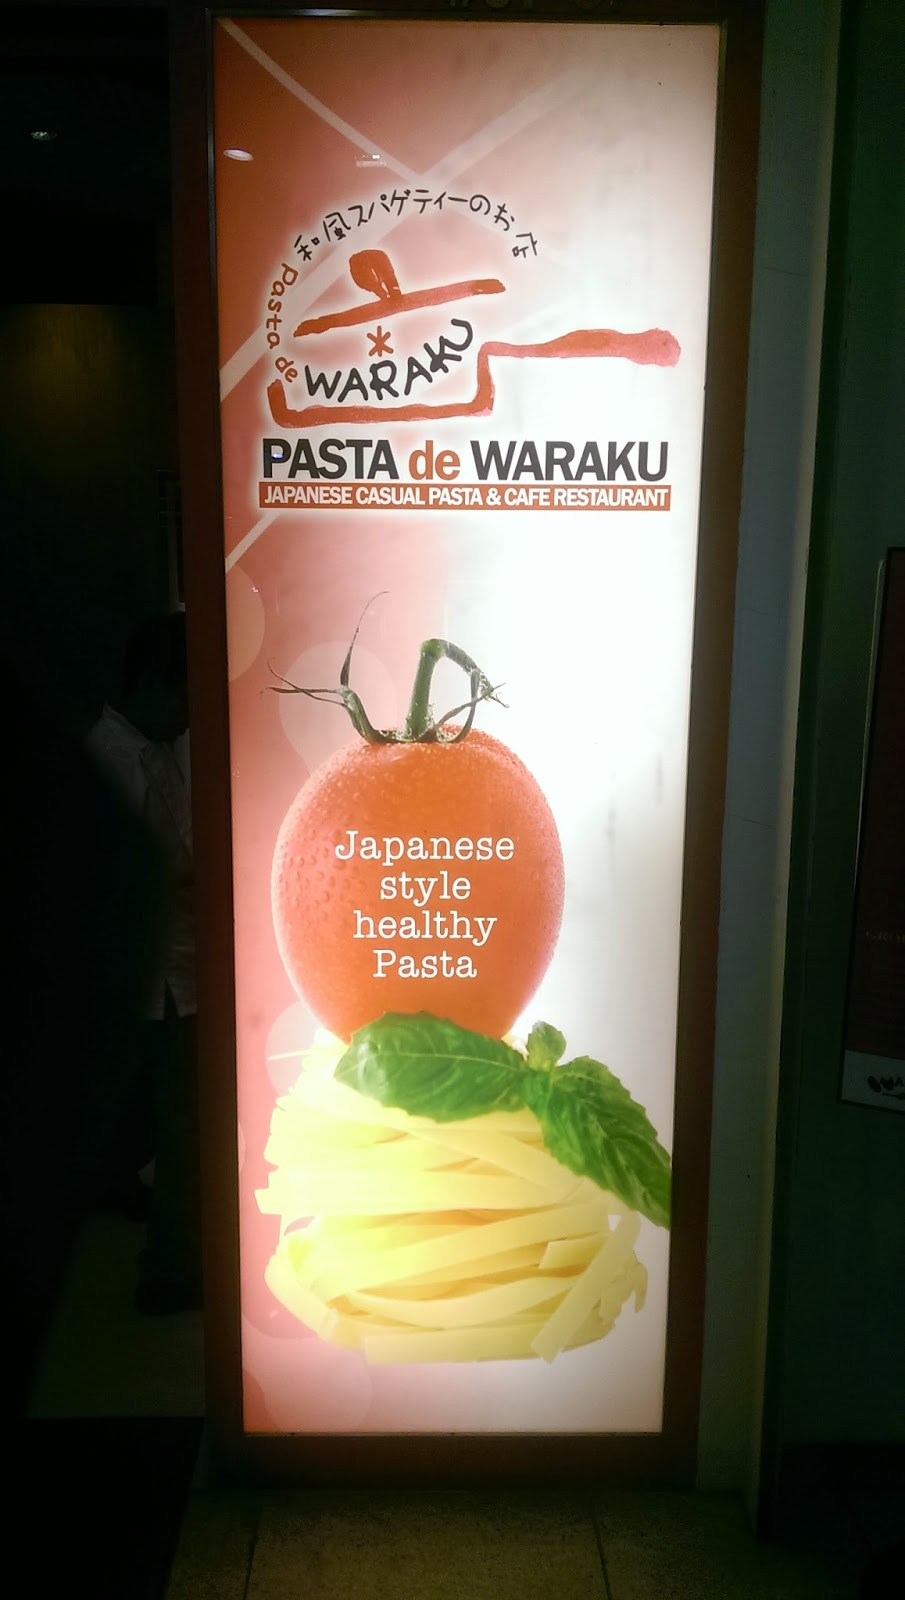 和風スパゲティーのお店
Pasta de
WARAKU
PASTA de WARAKU
JAPANESE CASUAL PASTA & CAFE RESTAURANT
Japanese
style
healthy
Pasta